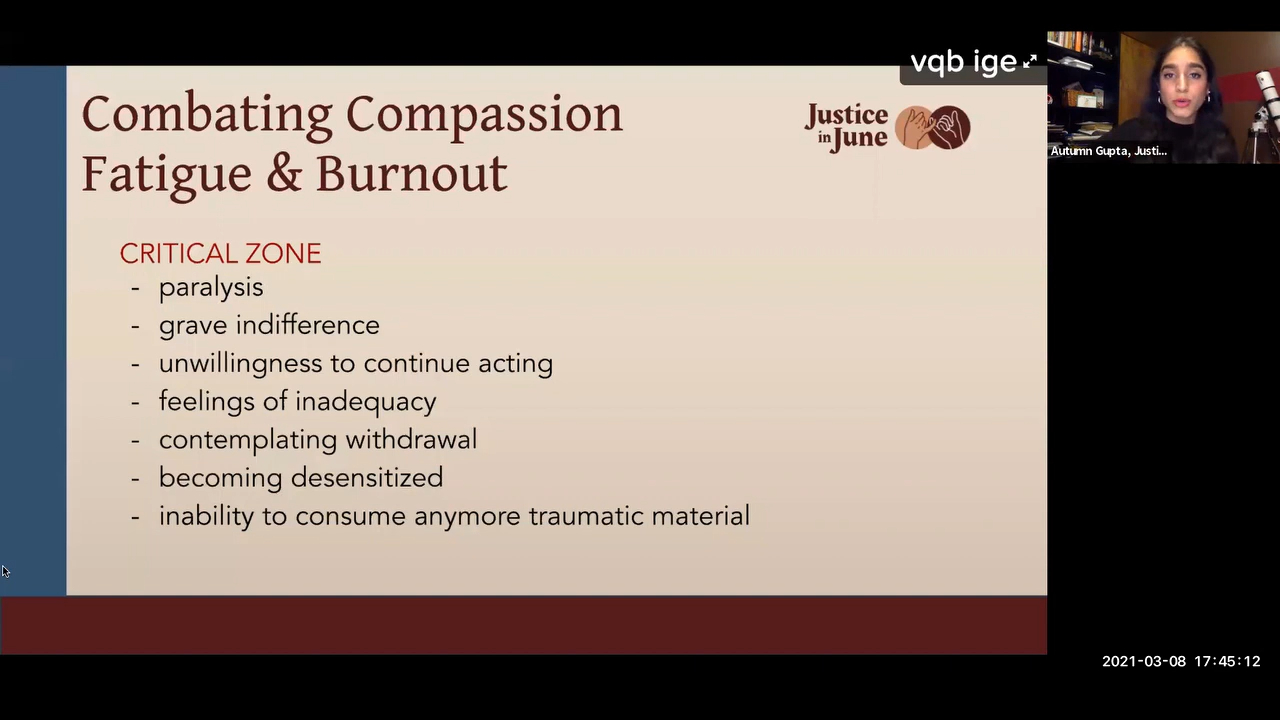 vqb ige
Combating Compassion
Fatigue & Burnout
Justice
in June
Autumn Gupta, Justi...
CRITICAL ZONE
- paralysis
- grave indifference
- unwillingness to continue acting
- feelings of inadequacy
- contemplating withdrawal
- becoming desensitized
- inability to consume anymore traumatic material
2021-03-08 17:45:12